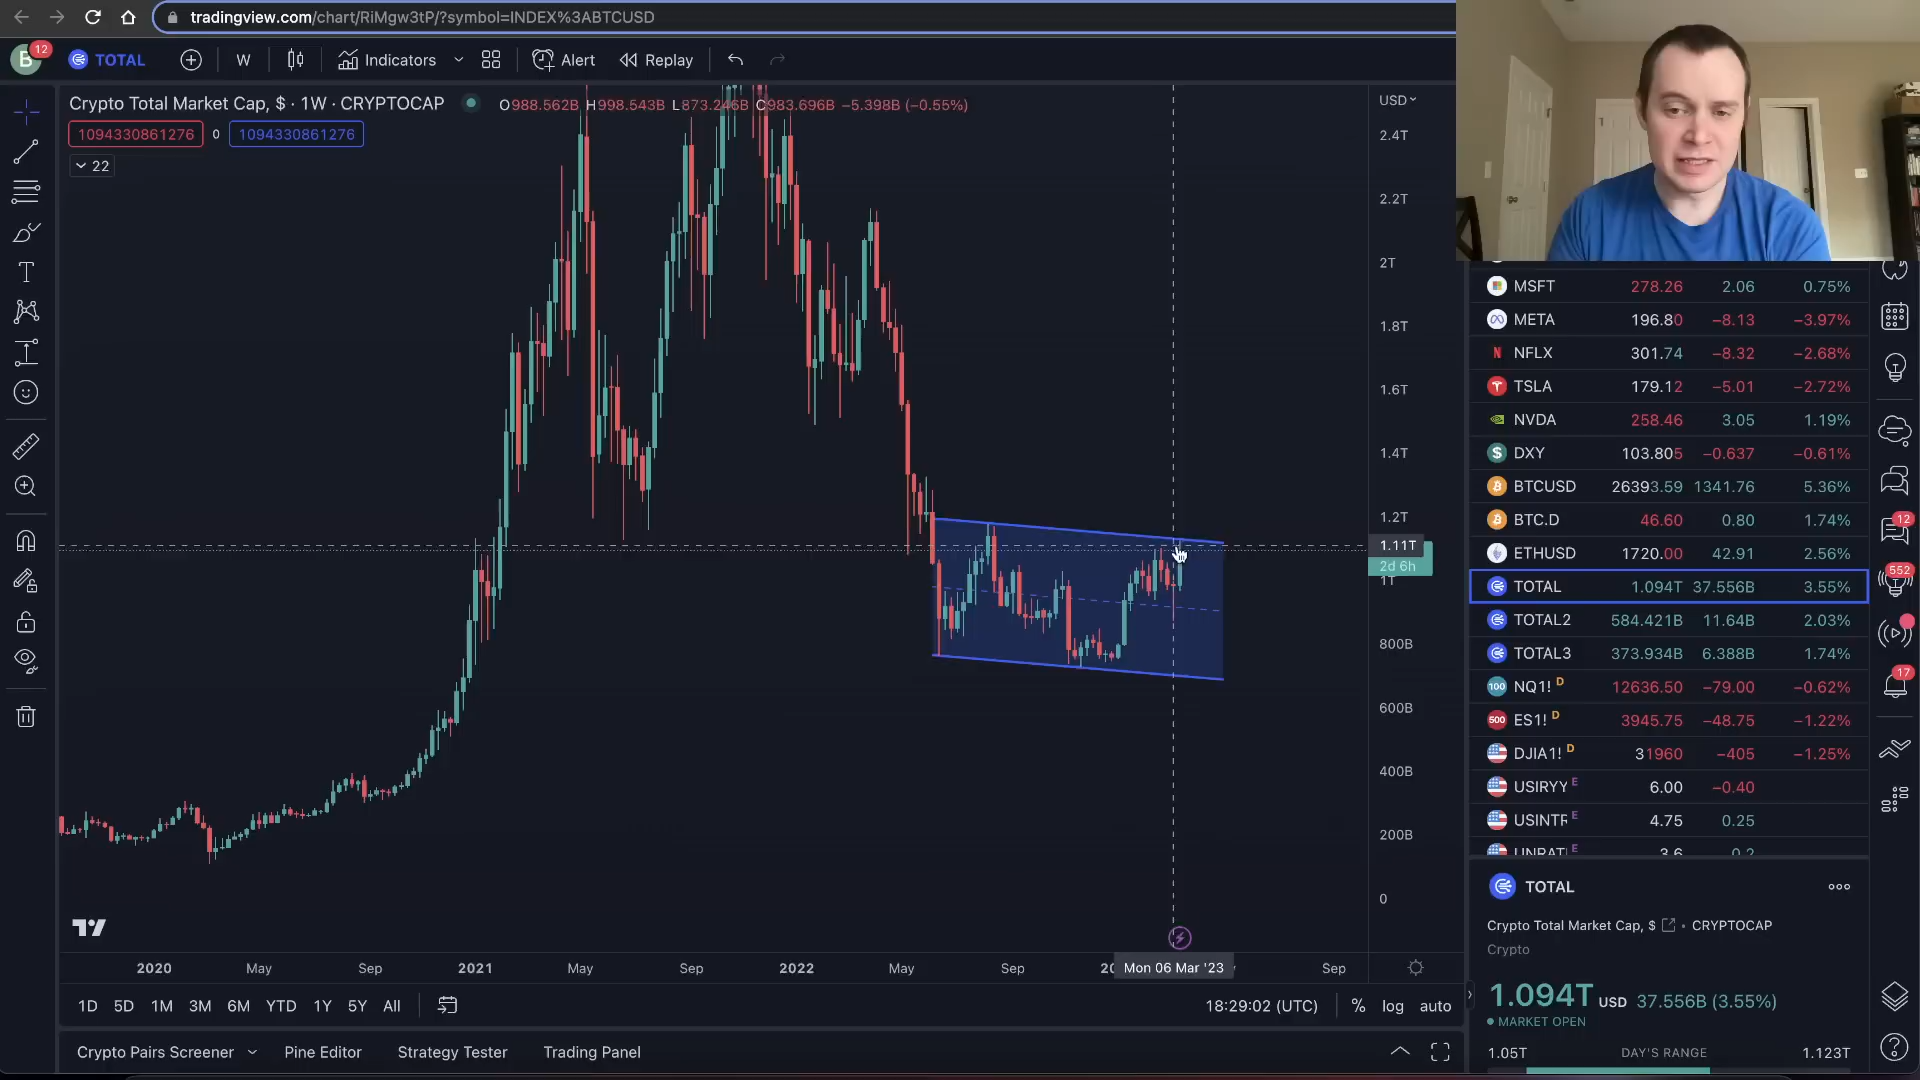 tradingview.com/chart/RiMgw3tP/?symbol=INDEX%3ABTCUSD
B 12 TOTAL W Indicators Alert Replay
Crypto Total Market Cap, $ · 1W · CRYPTOCAP O988.562B H998.543B L873.246B C983.696B −5.398B (−0.55%)
1094330861276 0 1094330861276
22
USD
2.4T
2.2T
2T
1.8T
1.6T
1.4T
1.2T
1.11T
2d 6h
1T
800B
600B
400B
200B
0
2020 May Sep 2021 May Sep 2022 May Sep 20 Mon 06 Mar '23 Sep
1D 5D 1M 3M 6M YTD 1Y 5Y All 18:29:02 (UTC) % log auto
Crypto Pairs Screener Pine Editor Strategy Tester Trading Panel
MSFT 278.26 2.06 0.75%
META 196.80 −8.13 −3.97%
NFLX 301.74 −8.32 −2.68%
TSLA 179.12 −5.01 −2.72%
NVDA 258.46 3.05 1.19%
DXY 103.805 −0.637 −0.61%
BTCUSD 26393.59 1341.76 5.36%
BTC.D 46.60 0.80 1.74%
ETHUSD 1720.00 42.91 2.56%
TOTAL 1.094T 37.556B 3.55%
TOTAL2 584.421B 11.64B 2.03%
TOTAL3 373.934B 6.388B 1.74%
100 NQ1! D 12636.50 −79.00 −0.62%
500 ES1! D 3945.75 −48.75 −1.22%
DJIA1! D 31960 −405 −1.25%
USIRYY E 6.00 −0.40
USINTR E 4.75 0.25
E 3.6 0.2
TOTAL
Crypto Total Market Cap, $ • CRYPTOCAP
Crypto
1.094T USD 37.556B (3.55%)
MARKET OPEN
1.05T DAY'S RANGE 1.123T
12
552
17